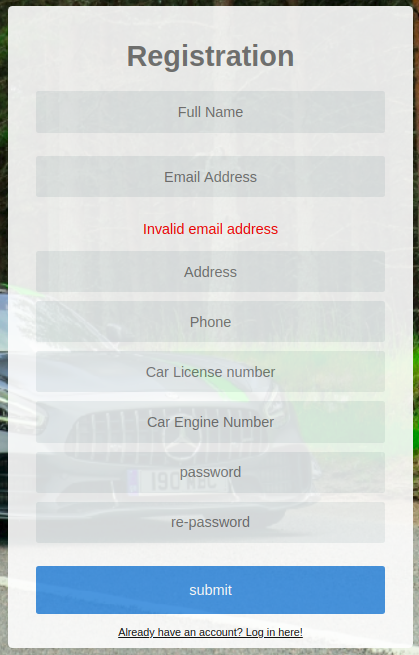 Registration
Full Name
Email Address
Invalid email address
Address
Phone
Car License number
Car Engine Number
password
re-password
submit
Already have an account? Log in here!